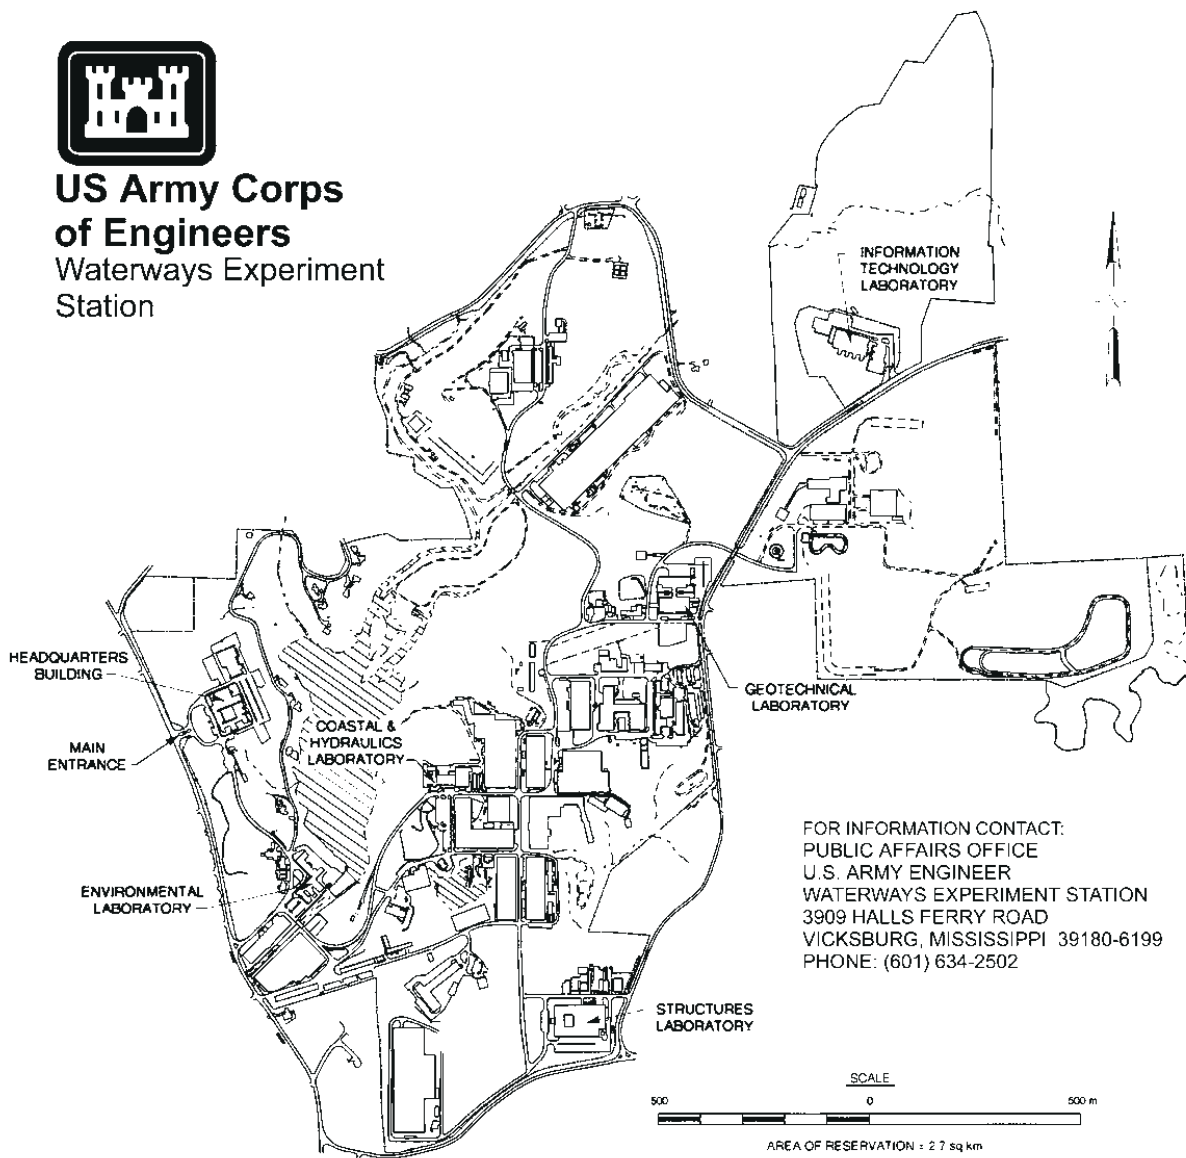 US Army Corps
of Engineers
Waterways Experiment
Station
INFORMATION
TECHNOLOGY
LABORATORY
HEADQUARTERS
BUILDING
MAIN
ENTRANCE
COASTAL &
HYDRAULICS
LABORATORY
GEOTECHNICAL
LABORATORY
ENVIRONMENTAL
LABORATORY
FOR INFORMATION CONTACT:
PUBLIC AFFAIRS OFFICE
U.S. ARMY ENGINEER
WATERWAYS EXPERIMENT STATION
3909 HALLS FERRY ROAD
VICKSBURG, MISSISSIPPI 39180-6199
PHONE: (601) 634-2502
STRUCTURES
LABORATORY
SCALE
500 0 500 m
AREA OF RESERVATION = 2.7 sq km